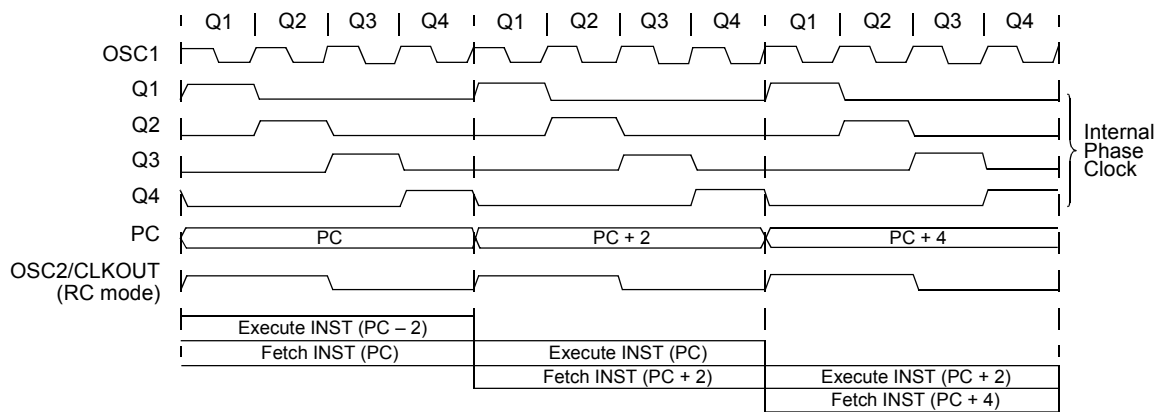 Q1 | Q2 | Q3 | Q4 Q1 | Q2 | Q3 | Q4 Q1 | Q2 | Q3 | Q4
OSC1
Q1
Q2
Q3
Q4
Internal
Phase
Clock
PC PC PC + 2 PC + 4
OSC2/CLKOUT
(RC mode)
Execute INST (PC – 2)
Fetch INST (PC) Execute INST (PC)
Fetch INST (PC + 2) Execute INST (PC + 2)
Fetch INST (PC + 4)